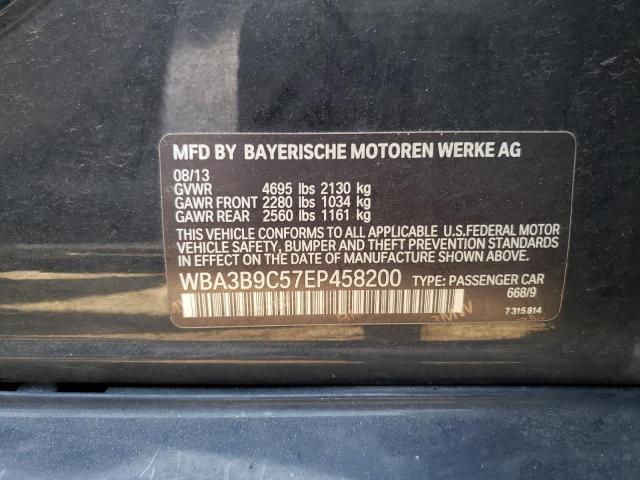 MFD BY BAYERISCHE MOTOREN WERKE AG
08/13
GVWR 4695 lbs 2130 kg
GAWR FRONT 2280 lbs 1034 kg
GAWR REAR 2560 lbs 1161 kg
THIS VEHICLE CONFORMS TO ALL APPLICABLE U.S.FEDERAL MOTOR
VEHICLE SAFETY, BUMPER AND THEFT PREVENTION STANDARDS
IN EFFECT ON THE DATE OF MANUFACTURE SHOWN ABOVE.
WBA3B9C57EP458200 TYPE: PASSENGER CAR
668/9
7 315 814